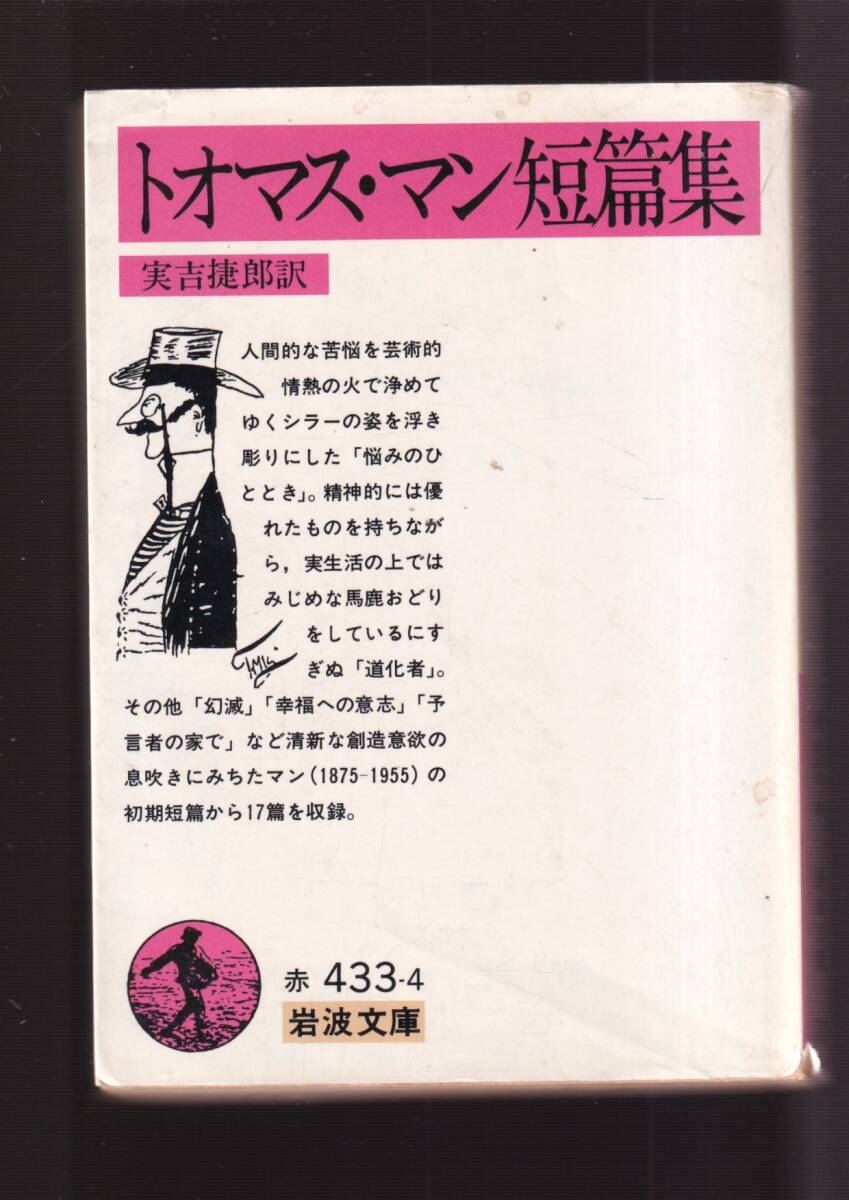 トオマス・マン短篇集
実吉捷郎訳
人間的な苦悩を芸術的
情熱の火で浄めて
ゆくシラーの姿を浮き
彫りにした「悩みのひ
ととき」。精神的には優
れたものを持ちなが
ら，実生活の上では
みじめな馬鹿おどり
をしているにす
ぎぬ「道化者」。
その他「幻滅」「幸福への意志」「予
言者の家で」など清新な創造意欲の
息吹きにみちたマン(1875-1955)の
初期短篇から17篇を収録。
赤 433-4
岩波文庫